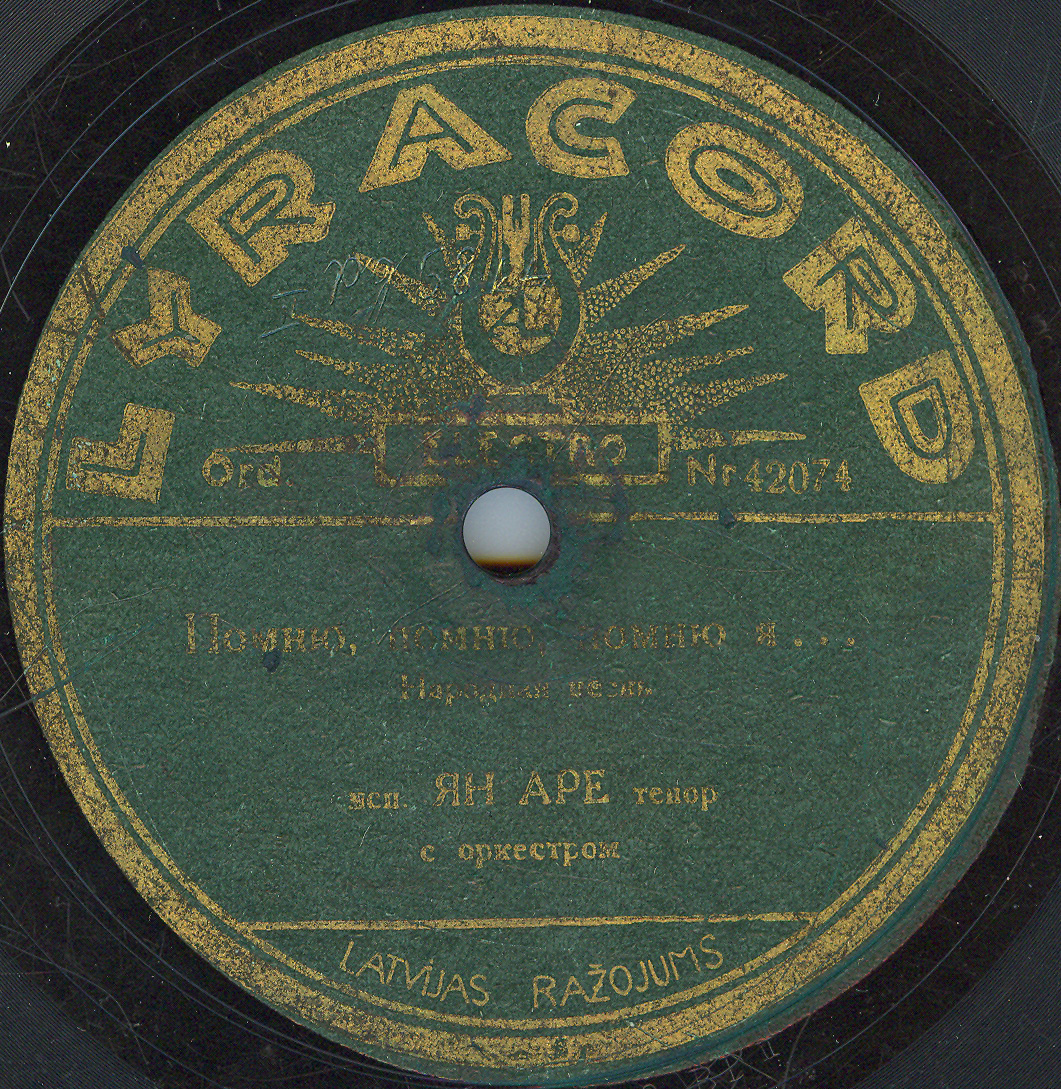 LYRACORD
ELECTRO
Ord. Nr 42074
Помню, помню, помню я...
Народная песнь
исп. ЯН АРЕ тенор
с оркестром
LATVIJAS RAŽOJUMS